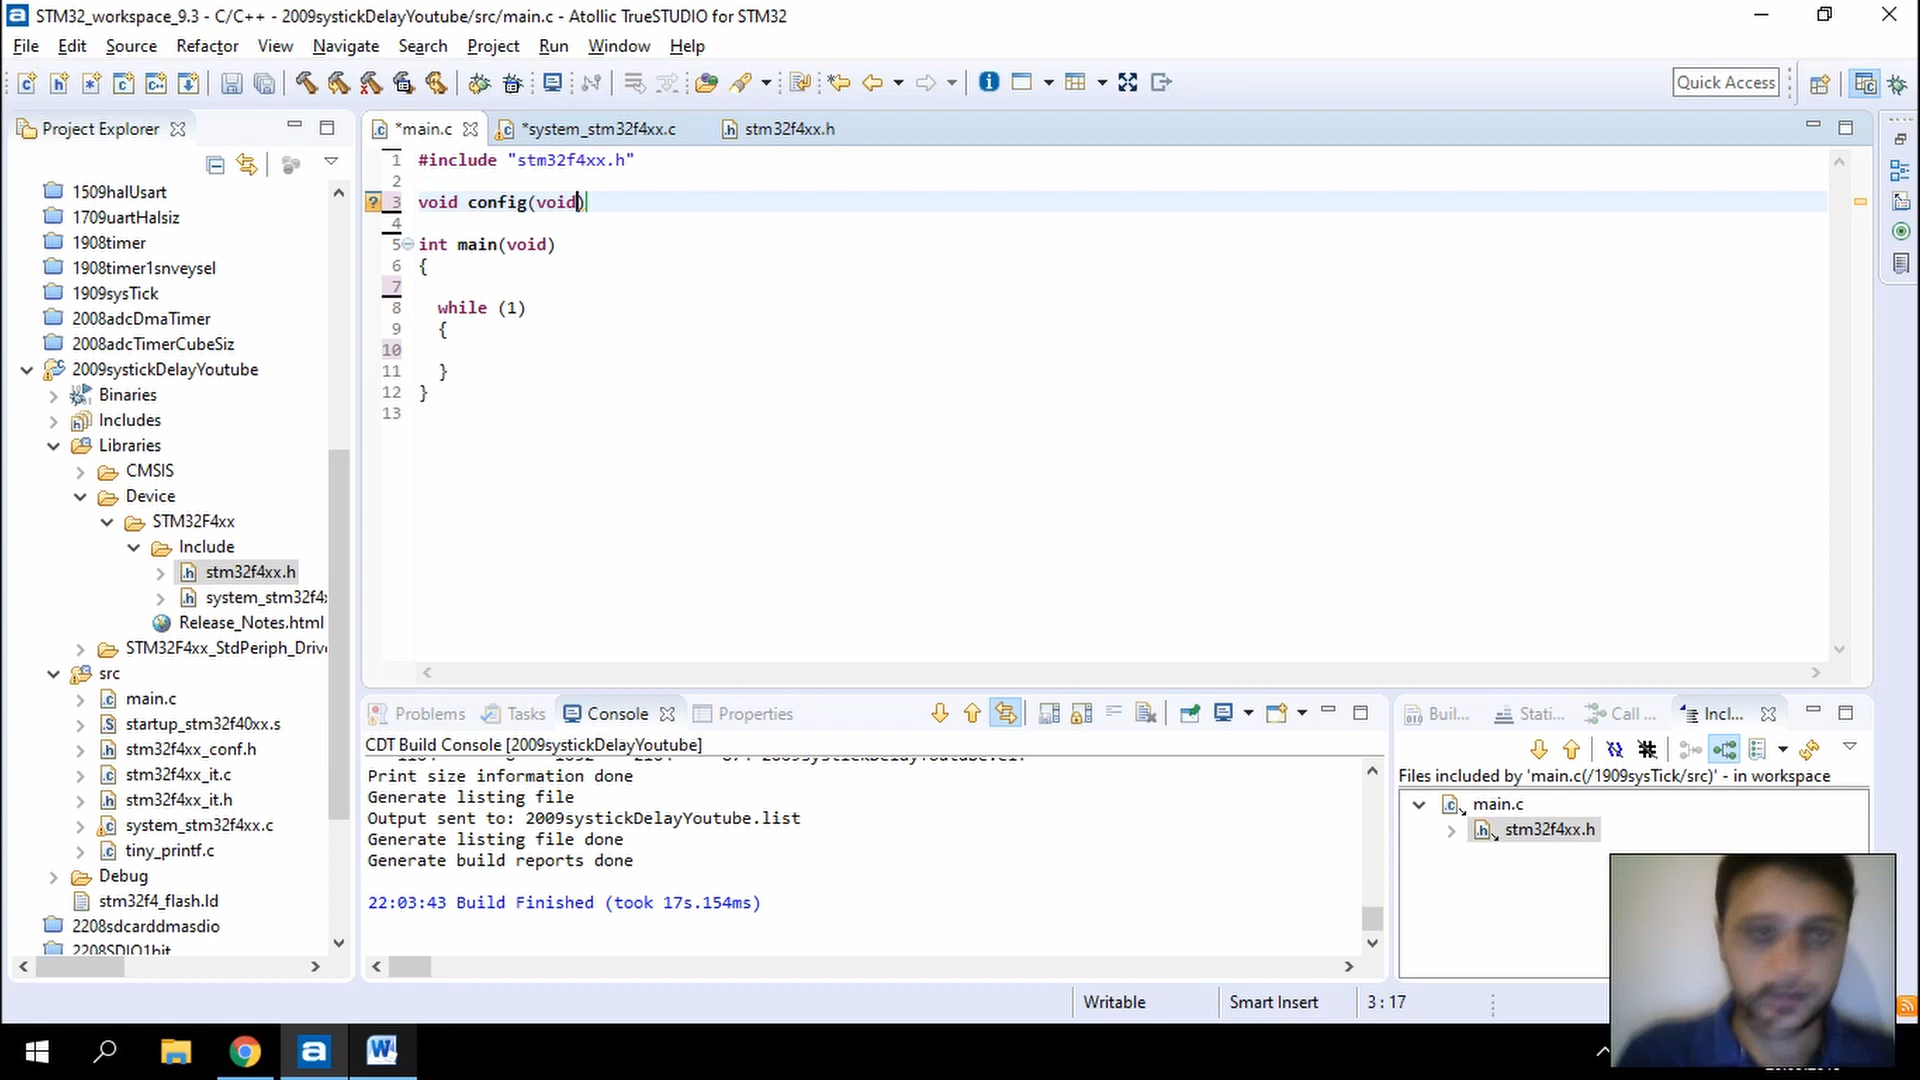 STM32_workspace_9.3 - C/C++ - 2009systickDelayYoutube/src/main.c - Atollic TrueSTUDIO for STM32
File Edit Source Refactor View Navigate Search Project Run Window Help
Quick Access
Project Explorer
1509halUsart
1709uartHalsiz
1908timer
1908timer1snveysel
1909sysTick
2008adcDmaTimer
2008adcTimerCubeSiz
2009systickDelayYoutube
Binaries
Includes
Libraries
CMSIS
Device
STM32F4xx
Include
stm32f4xx.h
system_stm32f4
Release_Notes.html
STM32F4xx_StdPeriph_Driv
src
main.c
startup_stm32f40xx.s
stm32f4xx_conf.h
stm32f4xx_it.c
stm32f4xx_it.h
system_stm32f4xx.c
tiny_printf.c
Debug
stm32f4_flash.ld
2208sdcarddmasdio
2208SDIO1bit
*main.c *system_stm32f4xx.c stm32f4xx.h
1 #include "stm32f4xx.h"
2
3 void config(void)
4
5 int main(void)
6 {
7
8 while (1)
9 {
10
11 }
12 }
13
Problems Tasks Console Properties
CDT Build Console [2009systickDelayYoutube]
Print size information done
Generate listing file
Output sent to: 2009systickDelayYoutube.list
Generate listing file done
Generate build reports done
22:03:43 Build Finished (took 17s.154ms)
Buil... Stati... Call ... Incl...
Files included by 'main.c(/1909sysTick/src)' - in workspace
main.c
stm32f4xx.h
Writable Smart Insert 3 : 17